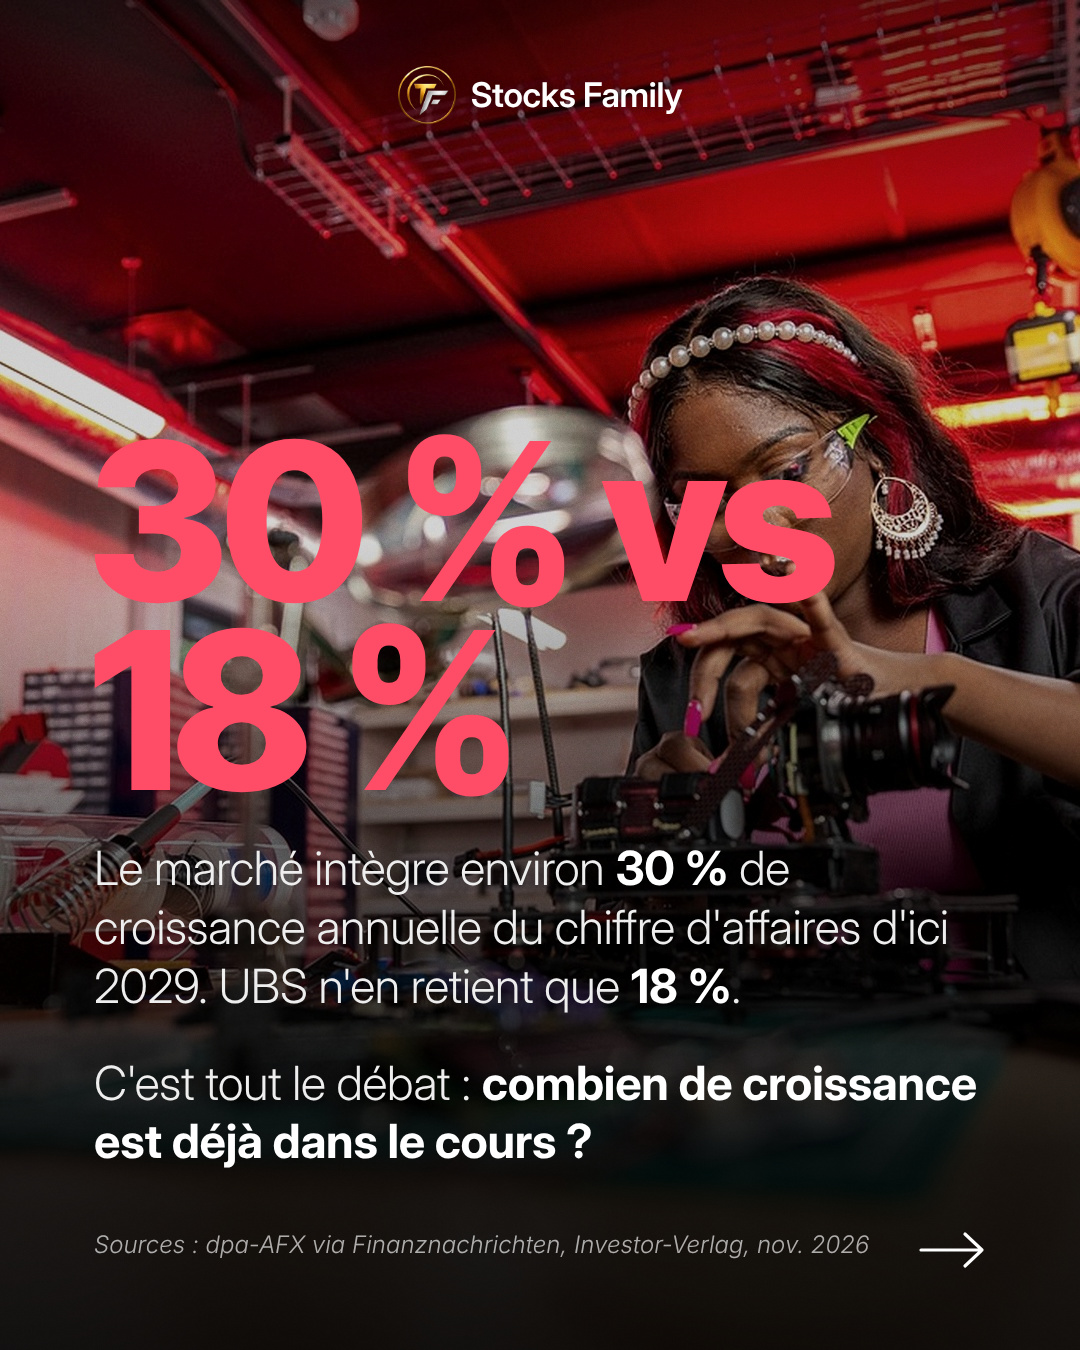 TF Stocks Family
30 % vs
18 %
Le marché intègre environ 30 % de
croissance annuelle du chiffre d'affaires d'ici
2029. UBS n'en retient que 18 %.
C'est tout le débat : combien de croissance
est déjà dans le cours ?
Sources : dpa-AFX via Finanznachrichten, Investor-Verlag, nov. 2026